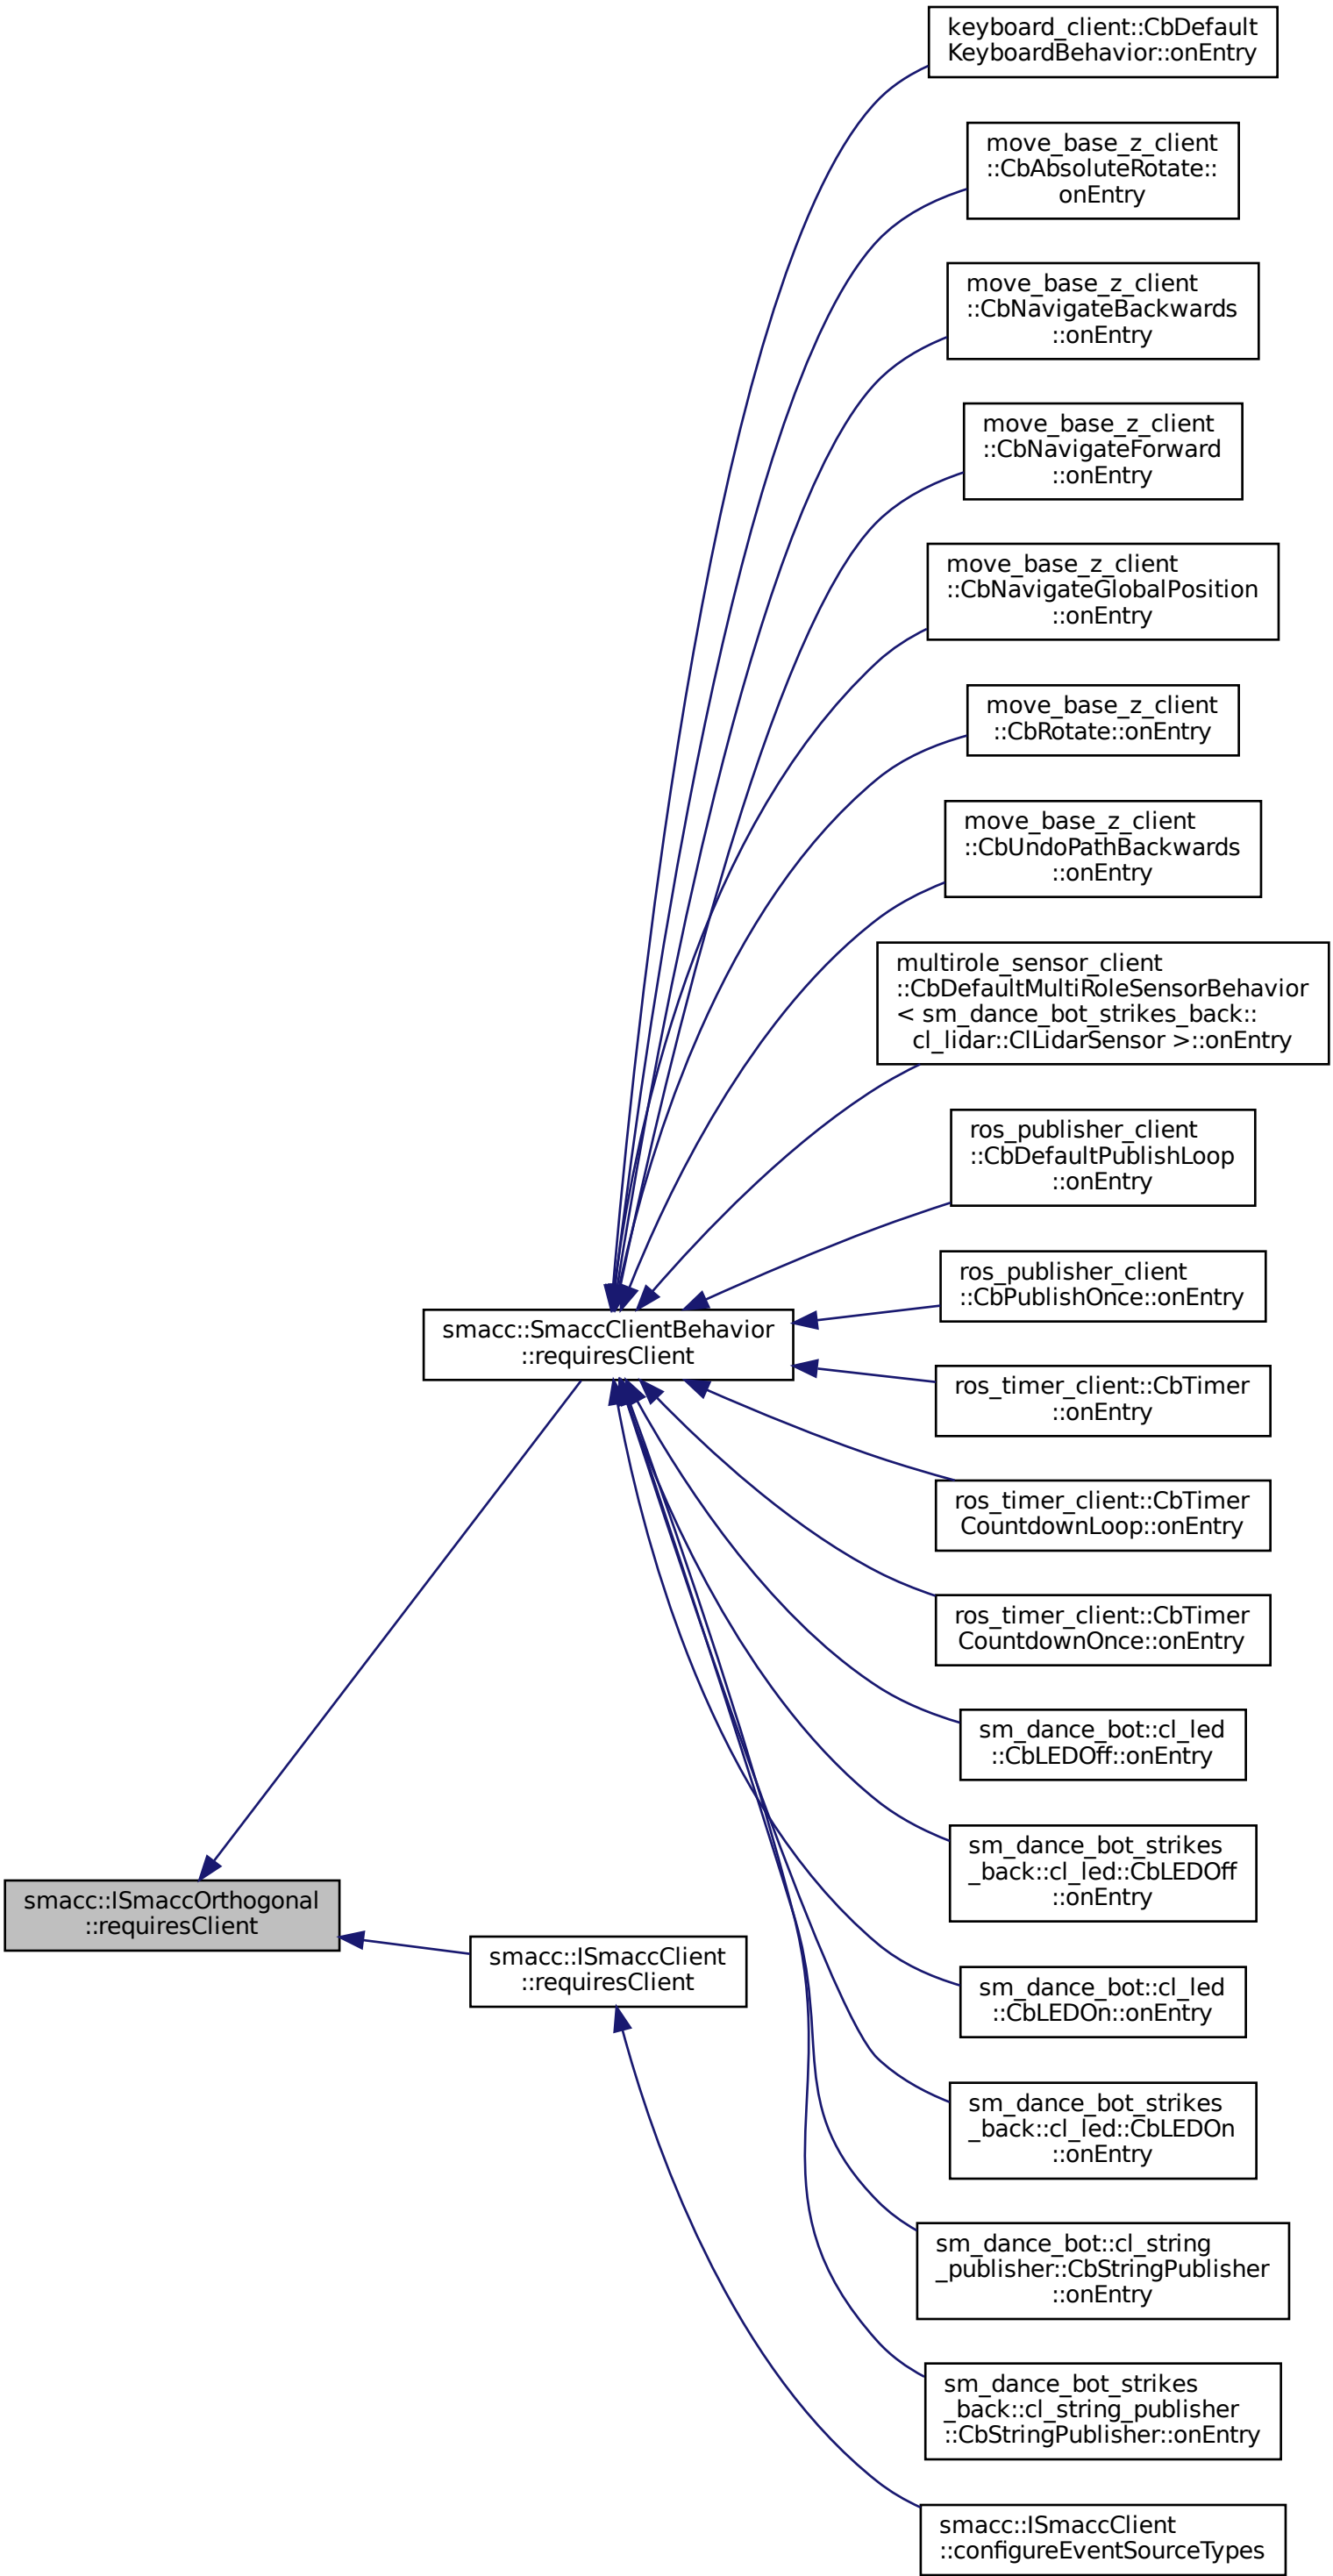 keyboard_client::CbDefault
KeyboardBehavior::onEntry
move_base_z_client
::CbAbsoluteRotate::
onEntry
move_base_z_client
::CbNavigateBackwards
::onEntry
move_base_z_client
::CbNavigateForward
::onEntry
move_base_z_client
::CbNavigateGlobalPosition
::onEntry
move_base_z_client
::CbRotate::onEntry
move_base_z_client
::CbUndoPathBackwards
::onEntry
multirole_sensor_client
::CbDefaultMultiRoleSensorBehavior
< sm_dance_bot_strikes_back::
cl_lidar::ClLidarSensor >::onEntry
ros_publisher_client
::CbDefaultPublishLoop
::onEntry
ros_publisher_client
::CbPublishOnce::onEntry
smacc::SmaccClientBehavior
::requiresClient
ros_timer_client::CbTimer
::onEntry
ros_timer_client::CbTimer
CountdownLoop::onEntry
ros_timer_client::CbTimer
CountdownOnce::onEntry
sm_dance_bot::cl_led
::CbLEDOff::onEntry
sm_dance_bot_strikes
_back::cl_led::CbLEDOff
::onEntry
smacc::ISmaccOrthogonal
::requiresClient
smacc::ISmaccClient
::requiresClient
sm_dance_bot::cl_led
::CbLEDOn::onEntry
sm_dance_bot_strikes
_back::cl_led::CbLEDOn
::onEntry
sm_dance_bot::cl_string
_publisher::CbStringPublisher
::onEntry
sm_dance_bot_strikes
_back::cl_string_publisher
::CbStringPublisher::onEntry
smacc::ISmaccClient
::configureEventSourceTypes